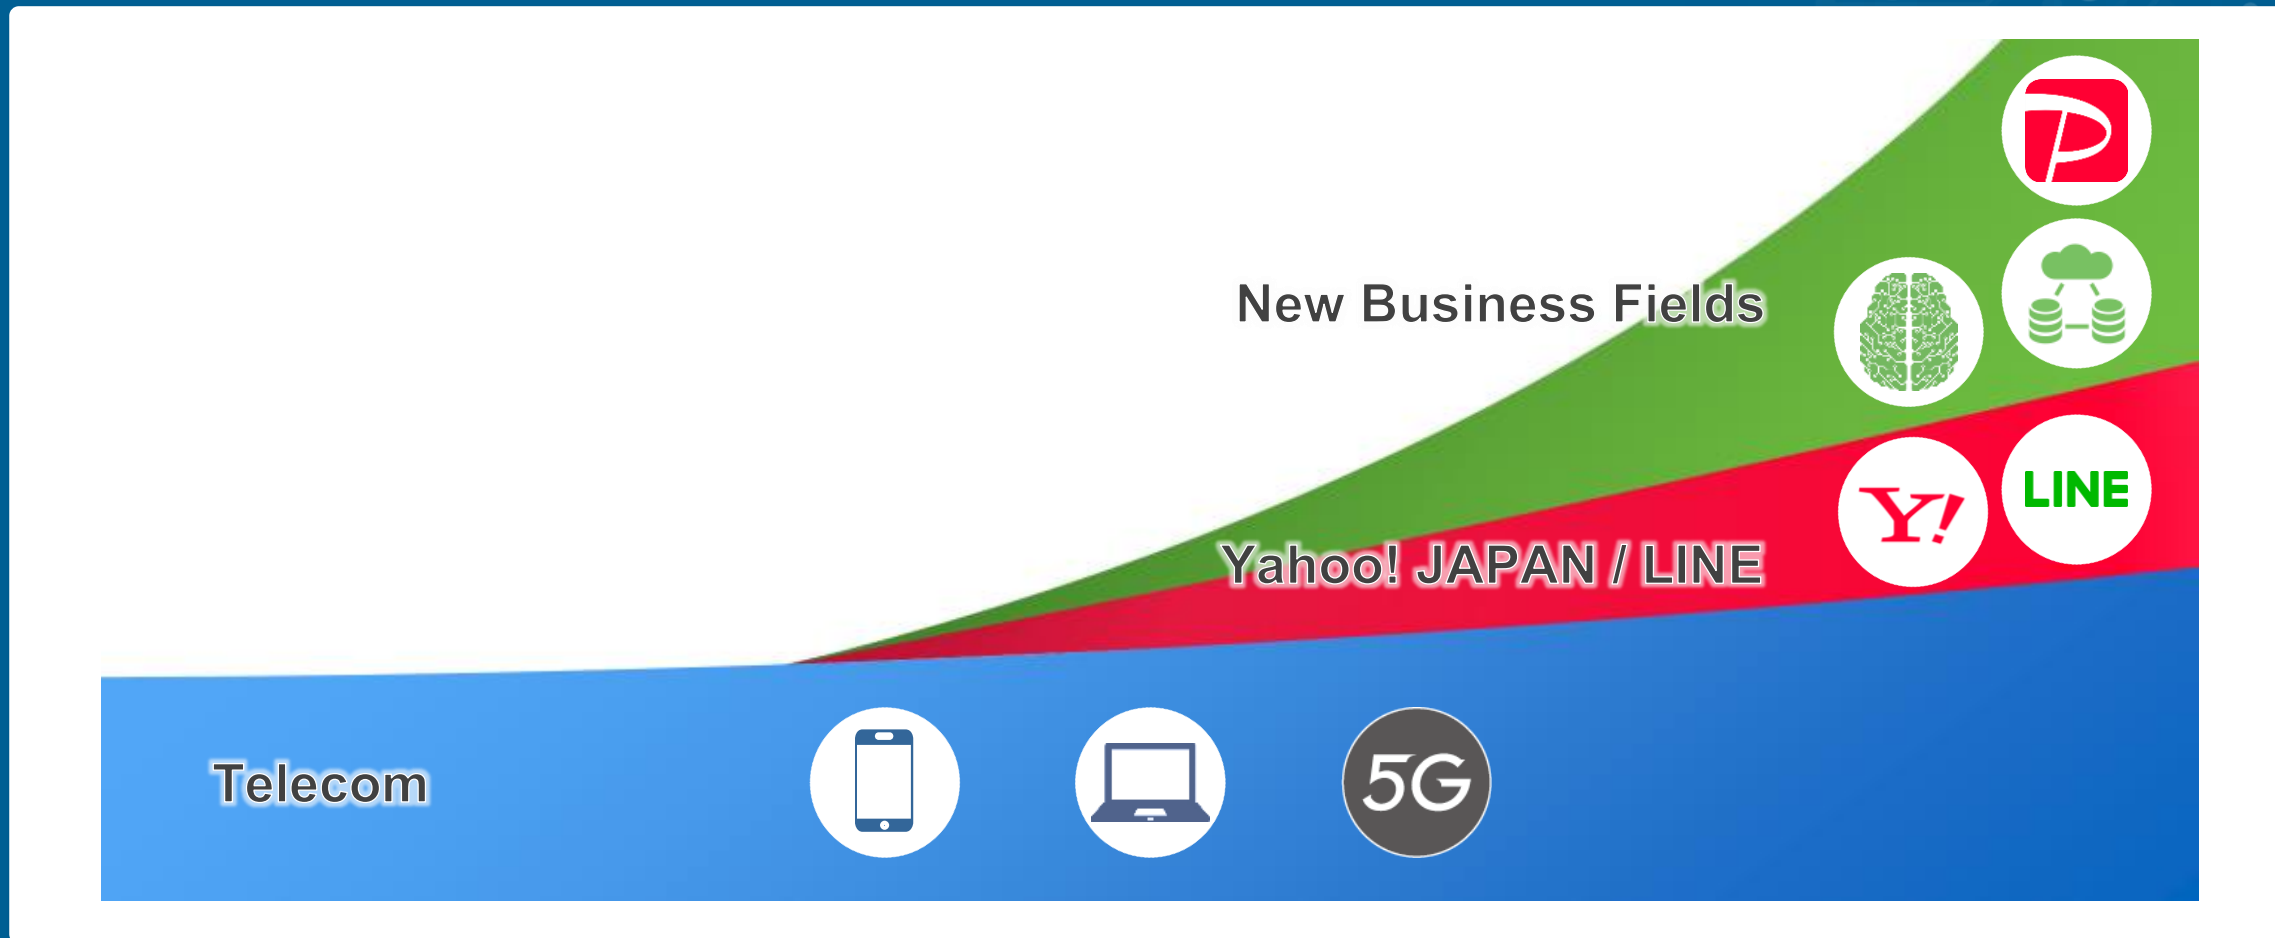 New Business Fields
Yahoo! JAPAN / LINE
Y!
LINE
Telecom
5G